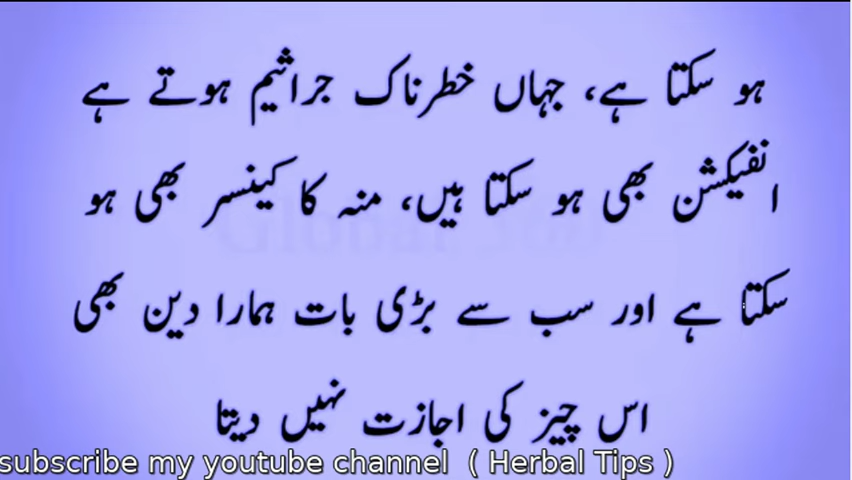 ہو سکتا ہے، جہاں خطرناک جراثیم ہوتے ہے
انفیکشن بھی ہو سکتا ہیں، منہ کا کینسر بھی ہو
سکتا ہے اور سب سے بڑی بات ہمارا دین بھی
اس چیز کی اجازت نہیں دیتا
subscribe my youtube channel ( Herbal Tips )